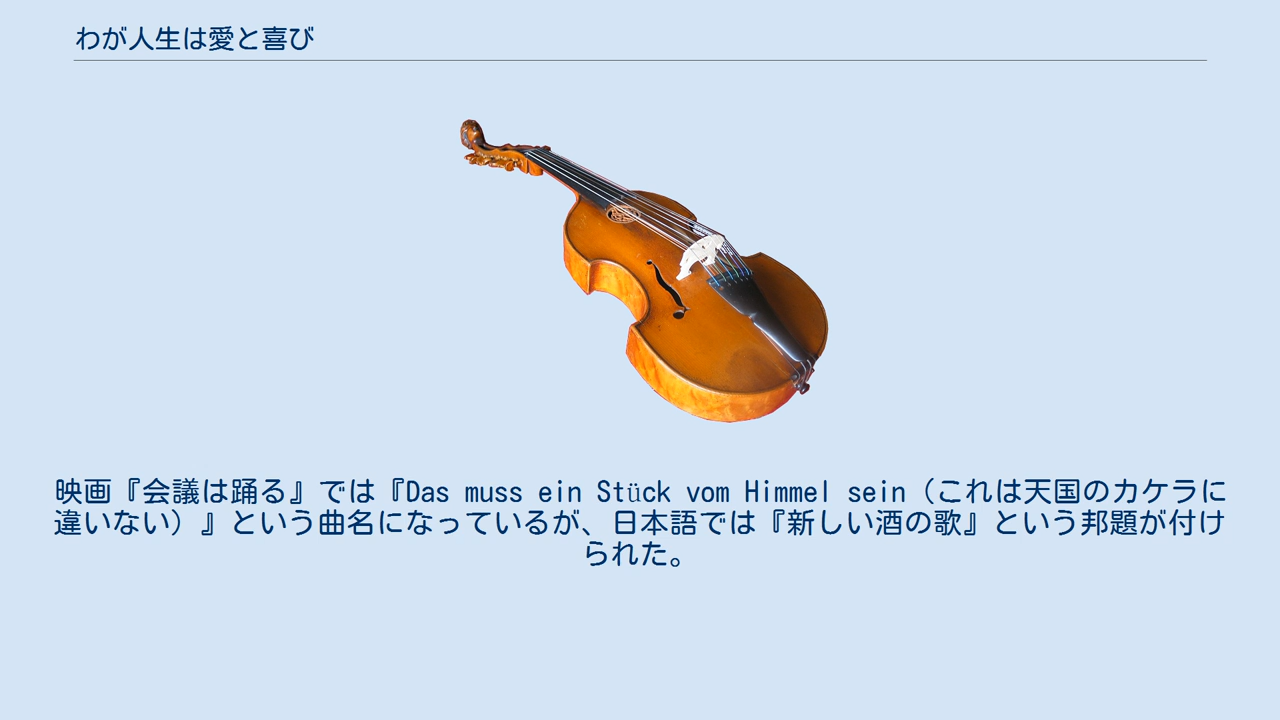 わが人生は愛と喜び
映画『会議は踊る』では『Das muss ein Stück vom Himmel sein（これは天国のカケラに
違いない）』という曲名になっているが、日本語では『新しい酒の歌』という邦題が付け
られた。